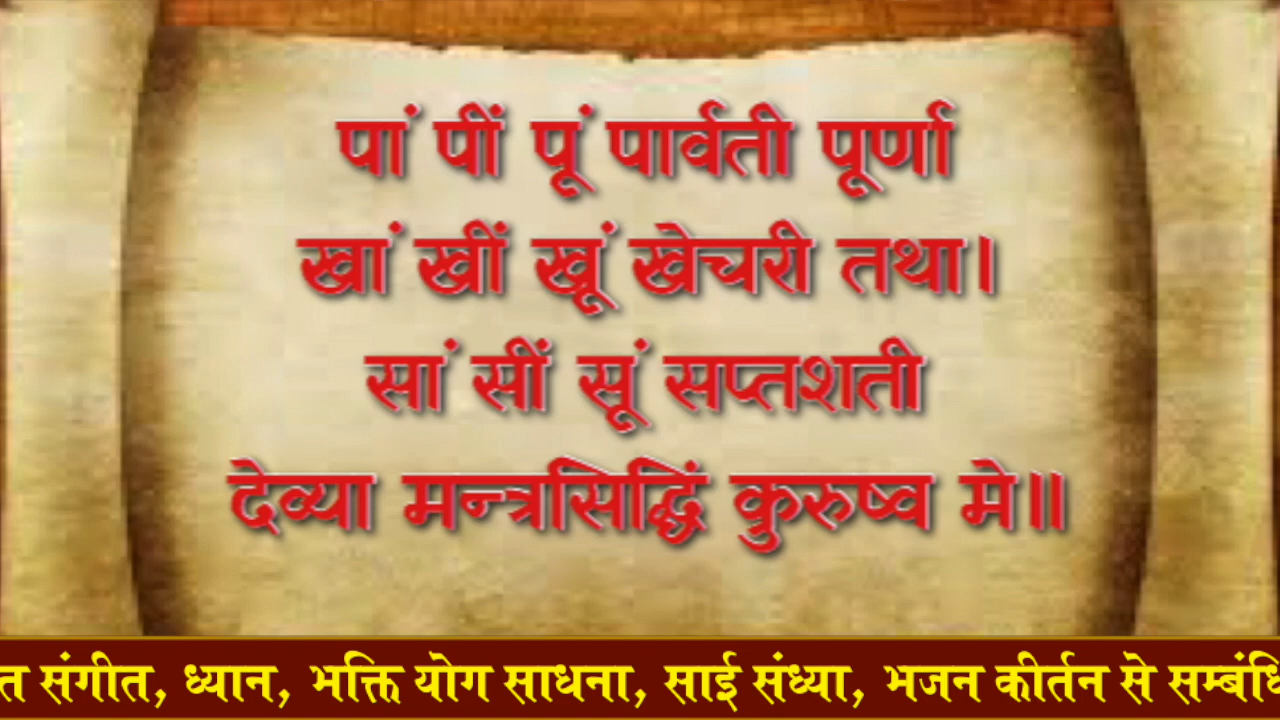 पां पीं पूं पार्वती पूर्णा
खां खीं खूं खेचरी तथा।
सां सीं सूं सप्तशती
देव्या मन्त्रसिद्धिं कुरुष्व मे॥
त संगीत, ध्यान, भक्ति योग साधना, साई संध्या, भजन कीर्तन से सम्बंधि